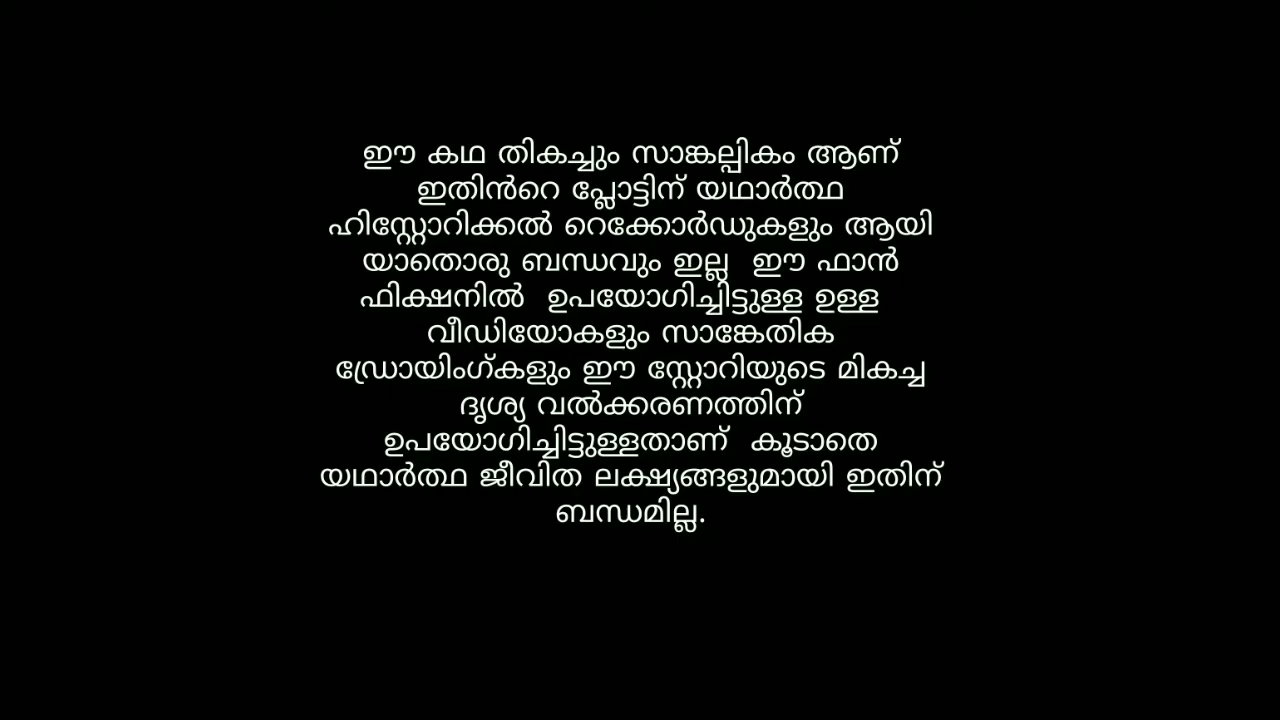 ഈ കഥ തികച്ചും സാങ്കല്പികം ആണ്
ഇതിൻറെ പ്ലോട്ടിന് യഥാർത്ഥ
ഹിസ്റ്റോറിക്കൽ റെക്കോർഡുകളും ആയി
യാതൊരു ബന്ധവും ഇല്ല  ഈ ഫാൻ
ഫിക്ഷനിൽ  ഉപയോഗിച്ചിട്ടുള്ള ഉള്ള
വീഡിയോകളും സാങ്കേതിക
ഡ്രോയിംഗ്കളും ഈ സ്റ്റോറിയുടെ മികച്ച
ദൃശ്യ വൽക്കരണത്തിന്
ഉപയോഗിച്ചിട്ടുള്ളതാണ്  കൂടാതെ
യഥാർത്ഥ ജീവിത ലക്ഷ്യങ്ങളുമായി ഇതിന്
ബന്ധമില്ല.